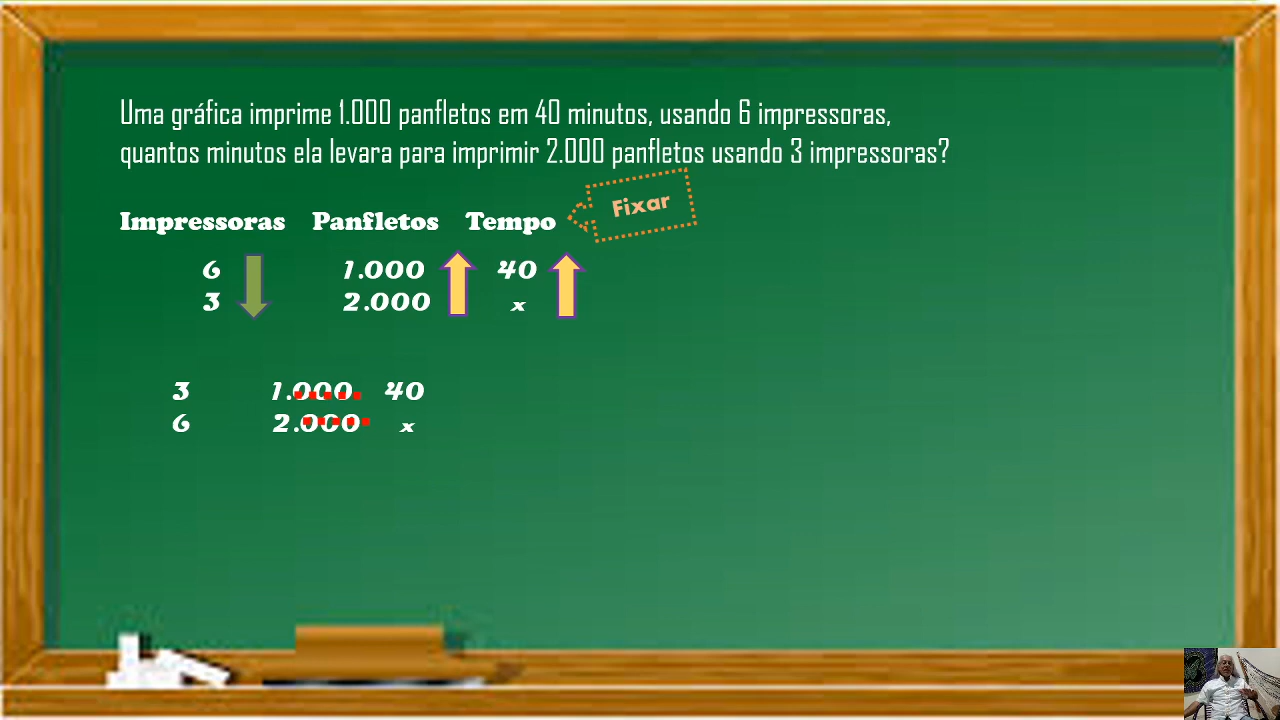 Uma gráfica imprime 1.000 panfletos em 40 minutos, usando 6 impressoras,
quantos minutos ela levara para imprimir 2.000 panfletos usando 3 impressoras?
Fixar
Impressoras Panfletos Tempo
6 1.000 40
3 2.000 x
3 1.000 40
6 2.000 x